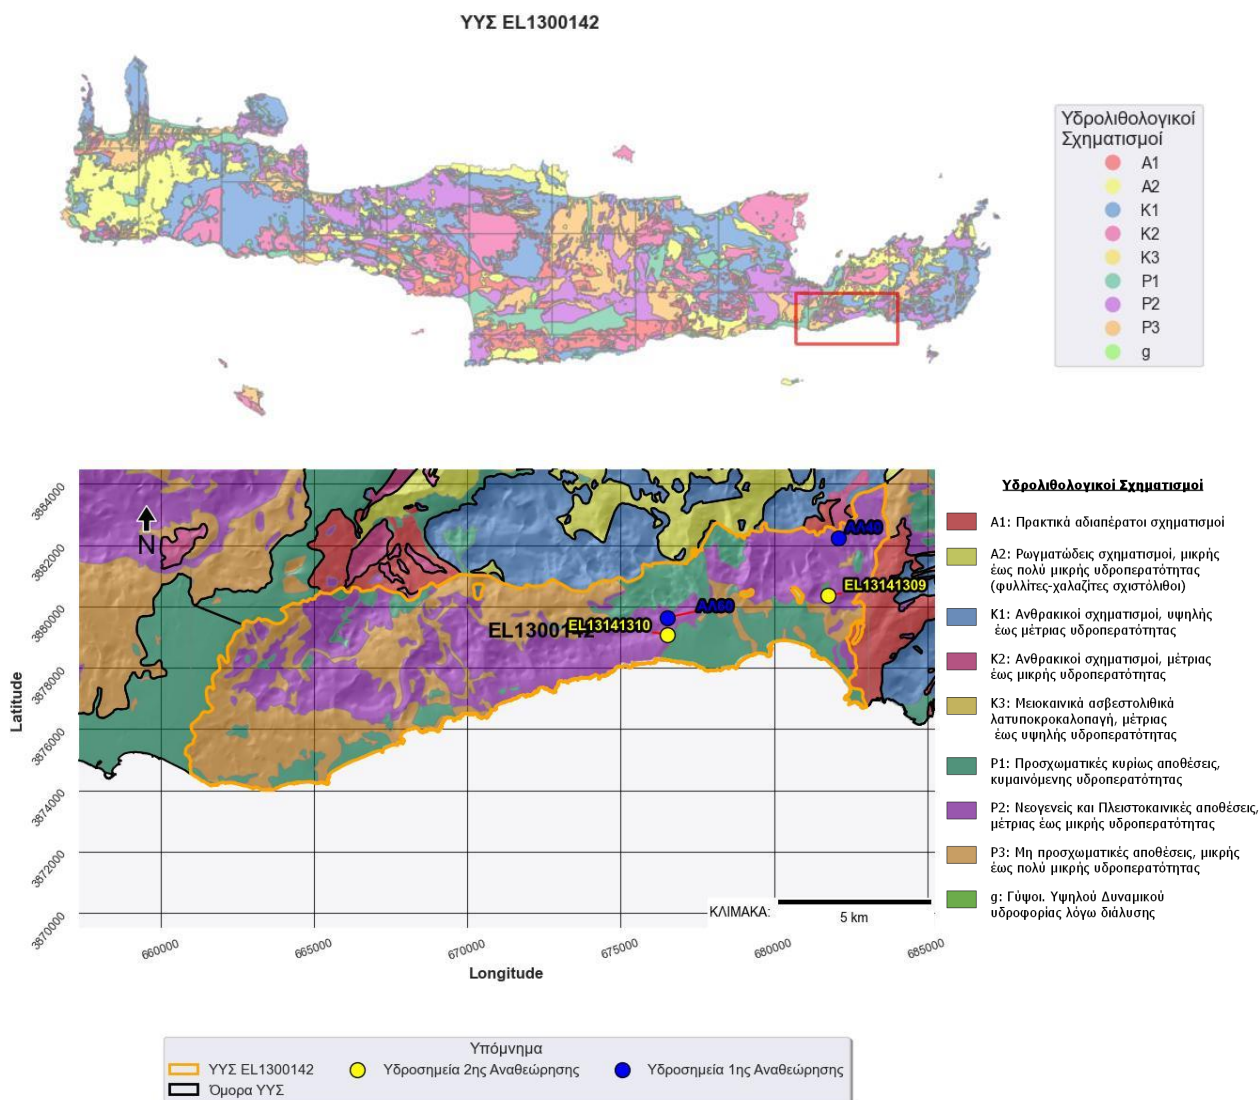 ΥΥΣ EL1300142
Υδρολιθολογικοί
Σχηματισμοί
A1
A2
K1
K2
K3
P1
P2
P3
g
3884000
3882000
3880000
3878000
3876000
3874000
3872000
3870000
Latitude
N
ΑΛ40
EL13141309
ΑΛ60
EL13141310
EL1300142
ΚΛΙΜΑΚΑ:
5 km
660000
665000
670000
675000
680000
685000
Longitude
Υδρολιθολογικοί Σχηματισμοί
A1: Πρακτικά αδιαπέρατοι σχηματισμοί
A2: Ρωγματώδεις σχηματισμοί, μικρής
έως πολύ μικρής υδροπερατότητας
(φυλλίτες-χαλαζίτες σχιστόλιθοι)
K1: Ανθρακικοί σχηματισμοί, υψηλής
έως μέτριας υδροπερατότητας
K2: Ανθρακικοί σχηματισμοί, μέτριας
έως μικρής υδροπερατότητας
K3: Μειοκαινικά ασβεστολιθικά
λατυποκροκαλοπαγή, μέτριας
έως υψηλής υδροπερατότητας
P1: Προσχωματικές κυρίως αποθέσεις,
κυμαινόμενης υδροπερατότητας
P2: Νεογενείς και Πλειστοκαινικές αποθέσεις,
μέτριας έως μικρής υδροπερατότητας
P3: Μη προσχωματικές αποθέσεις, μικρής
έως πολύ μικρής υδροπερατότητας
g: Γύψοι. Υψηλού Δυναμικού
υδροφορίας λόγω διάλυσης
Υπόμνημα
ΥΥΣ EL1300142
Υδροσημεία 2ης Αναθεώρησης
Υδροσημεία 1ης Αναθεώρησης
Όμορα ΥΥΣ